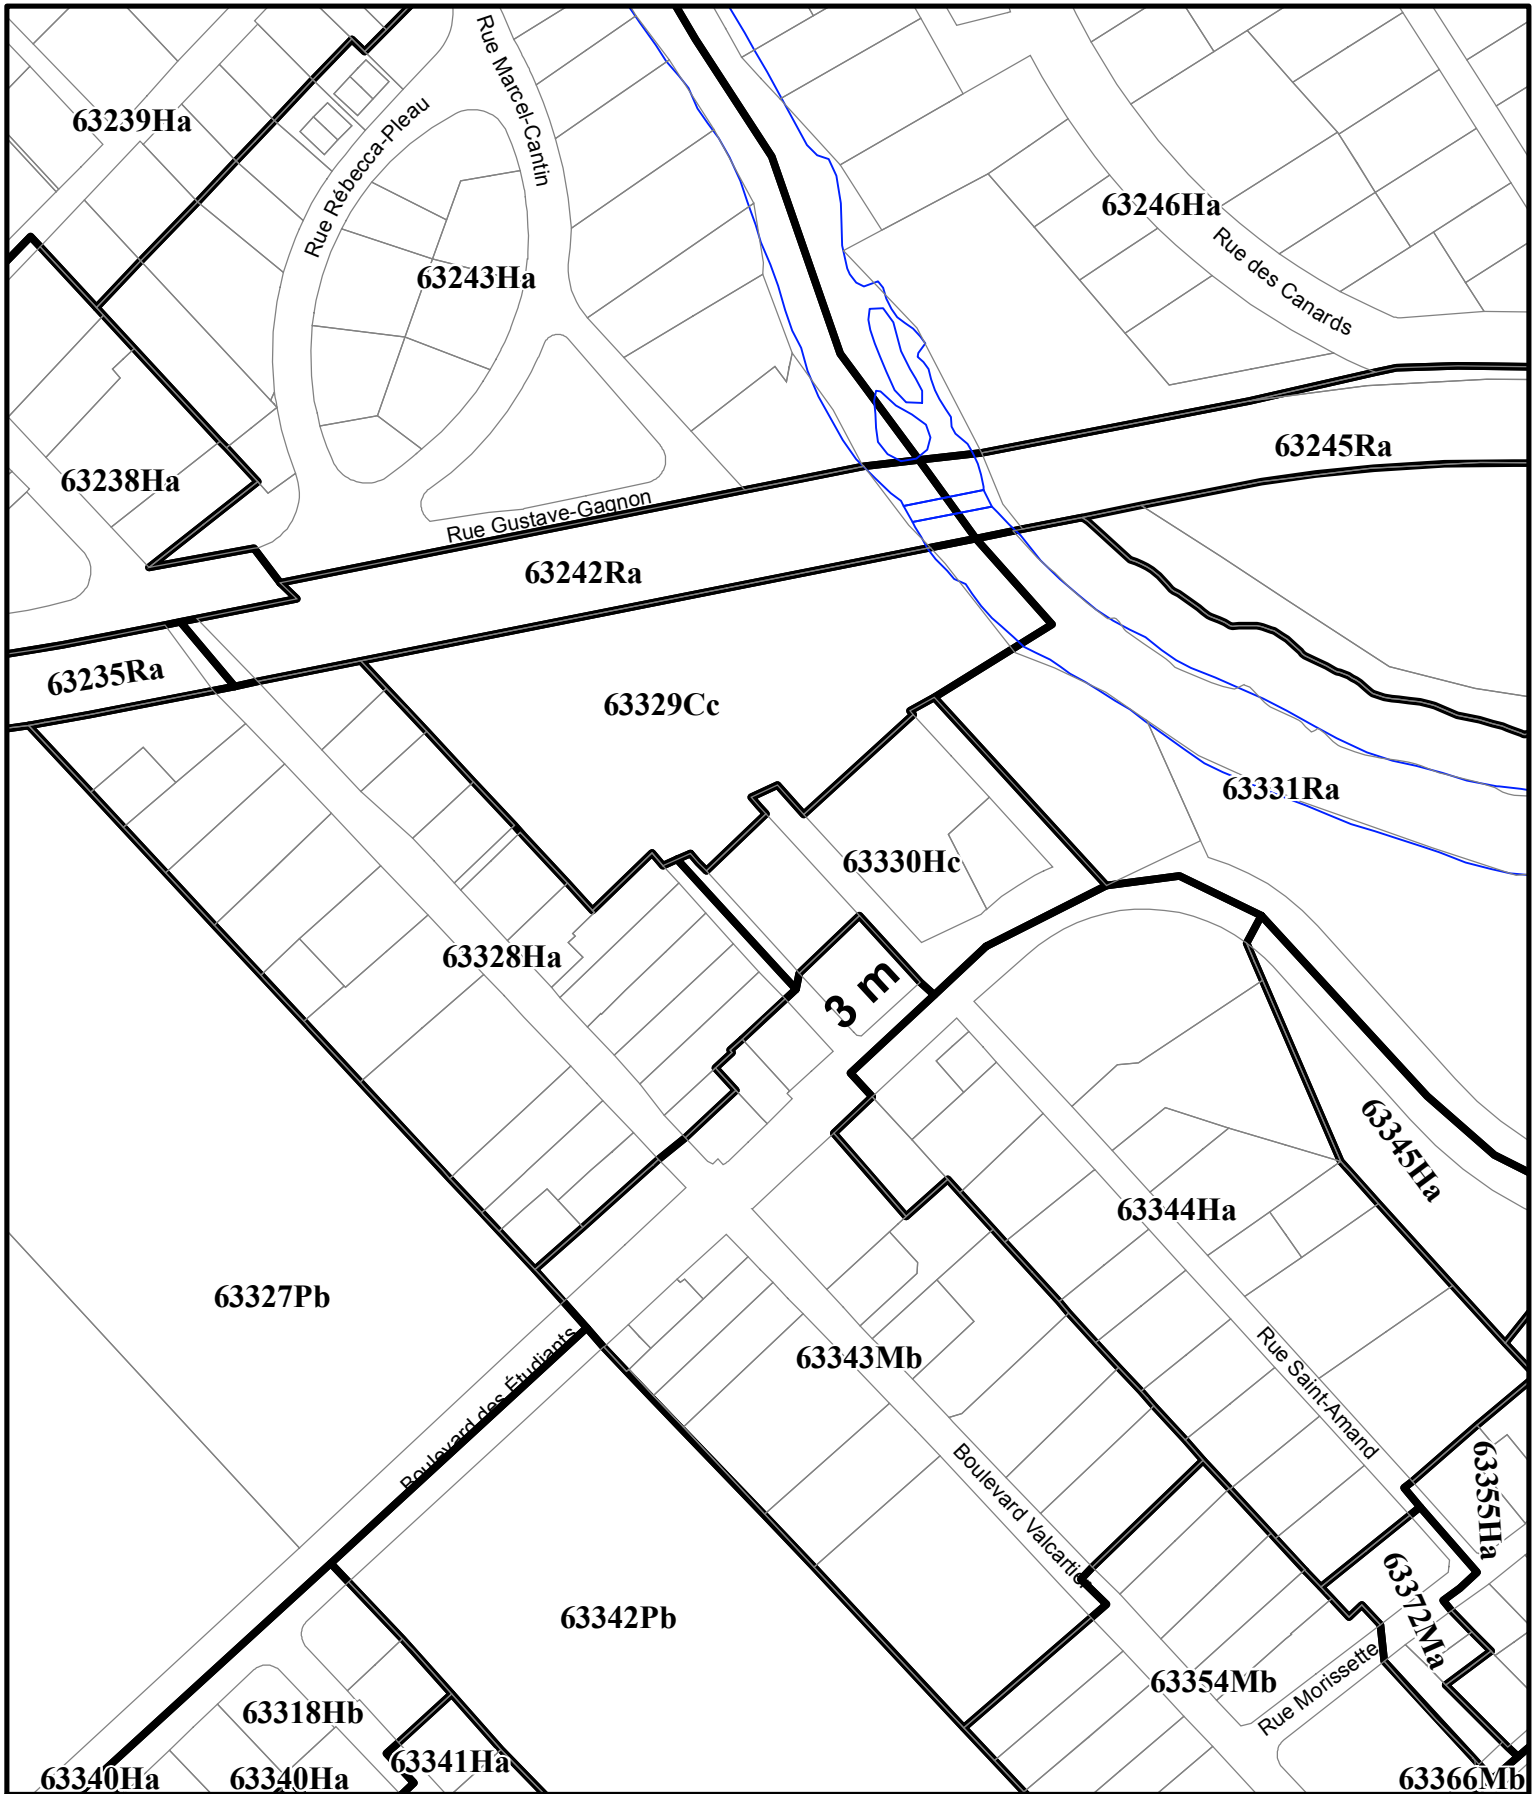 Rue Marcel-Cantin
63239Ha
Rue Rébecca-Pleau
63246Ha
Rue des Canards
63243Ha
63245Ra
63238Ha
Rue Gustave-Gagnon
63242Ra
63235Ra
63329Cc
63331Ra
63330Hc
63328Ha
3 m
63345Ha
63344Ha
63327Pb
63343Mb
Rue Saint-Amand
Boulevard des Étudiants
Boulevard Valcartier
63355Ha
63372Ma
63342Pb
63354Mb
Rue Morissette
63318Hb
63341Ha
63340Ha
63340Ha
63366Mb